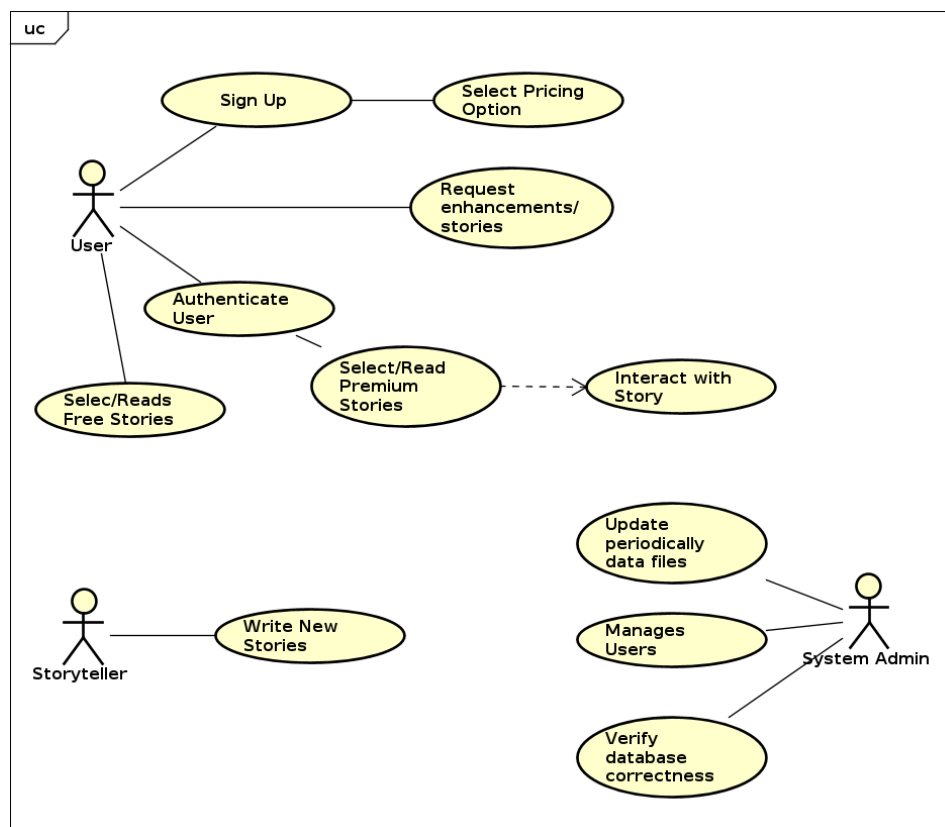 uc
Sign Up
Select Pricing
Option
Request
enhancements/
stories
User
Authenticate
User
Select/Read
Premium
Stories
Interact with
Story
Selec/Reads
Free Stories
Update
periodically
data files
Write New
Stories
Manages
Users
Storyteller
System Admin
Verify
database
correctness